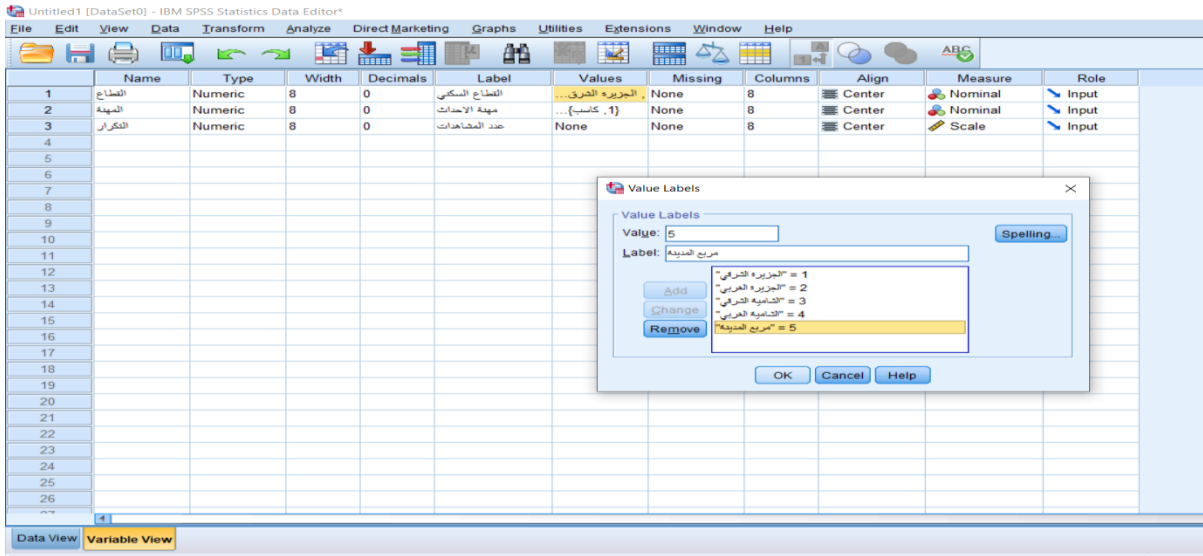 Untitled1 [DataSet0] - IBM SPSS Statistics Data Editor*
File Edit View Data Transform Analyze Direct Marketing Graphs Utilities Extensions Window Help
Name Type Width Decimals Label Values Missing Columns Align Measure Role
1 القطاع Numeric 8 0 القطاع السكني , الجزيره الشرق... None 8 Center Nominal Input
2 المهنة Numeric 8 0 مهنة الاحداث {1, كاسب}... None 8 Center Nominal Input
3 التكرار Numeric 8 0 عدد المشاهدات None None 8 Center Scale Input
4
5
6
7
8
9
10
11
12
13
14
15
16
17
18
19
20
21
22
23
24
25
26
Value Labels
Value Labels
Value: 5
Spelling...
Label: مربع المدينه
1 = "الجزيره الشرقي"
2 = "الجزيره الغربي"
3 = "الشاميه الشرقي"
4 = "الشاميه الغربي"
5 = "مربع المدينه"
Add
Change
Remove
OK Cancel Help
Data View Variable View